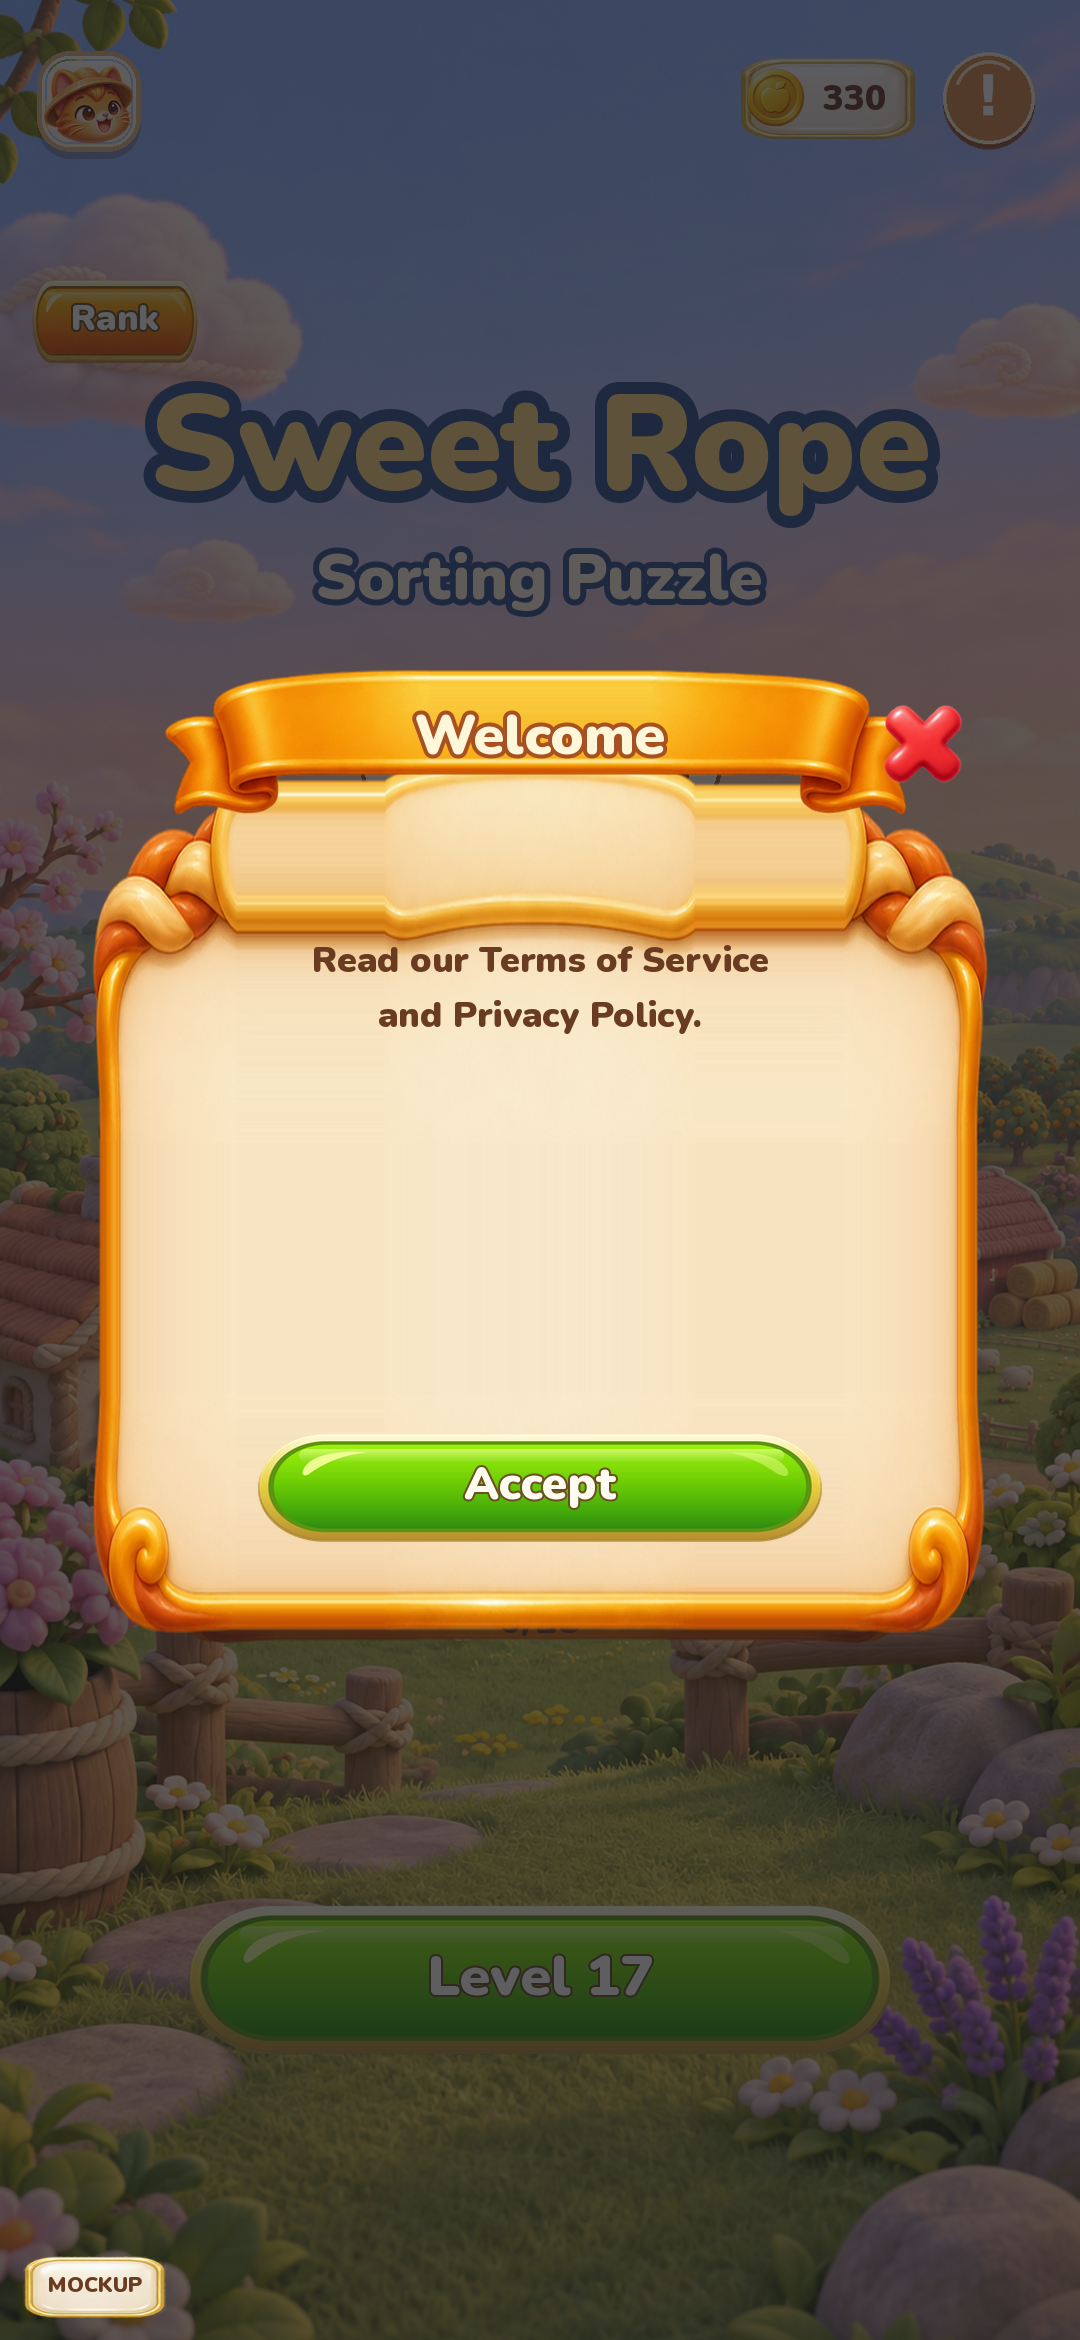 330
!
Rank
Sweet Rope
Sorting Puzzle
Welcome
Read our Terms of Service
and Privacy Policy.
Accept
Level 17
MOCKUP